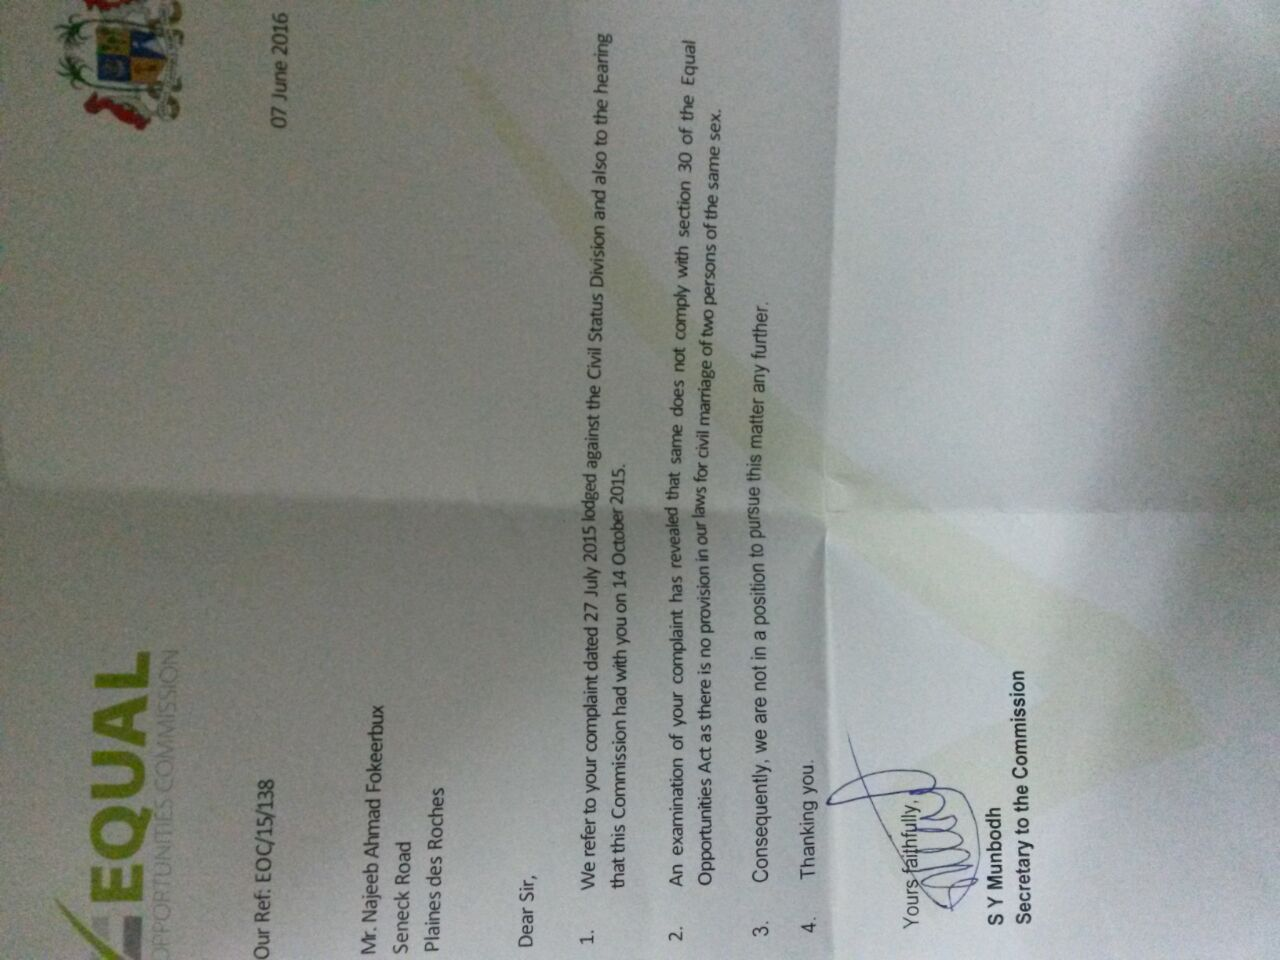 EQUAL
OPPORTUNITIES COMMISSION
Our Ref: EOC/15/138
07 June 2016
Mr. Najeeb Ahmad Fokeerbux
Seneck Road
Plaines des Roches
Dear Sir,
1. We refer to your complaint dated 27 July 2015 lodged against the Civil Status Division and also to the hearing
that this Commission had with you on 14 October 2015.
2. An examination of your complaint has revealed that same does not comply with section 30 of the Equal
Opportunities Act as there is no provision in our laws for civil marriage of two persons of the same sex.
3. Consequently, we are not in a position to pursue this matter any further.
4. Thanking you.
Yours faithfully,
S Y Munbodh
Secretary to the Commission